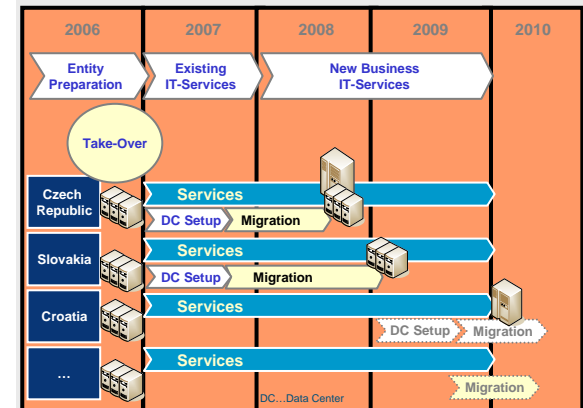 2006 2007 2008 2009 2010
Entity
Preparation
Existing
IT-Services
New Business
IT-Services
Take-Over
Czech
Republic
Services
DC Setup
Migration
Slovakia
Services
DC Setup
Migration
Croatia
Services
DC Setup
Migration
...
Services
Migration
DC...Data Center